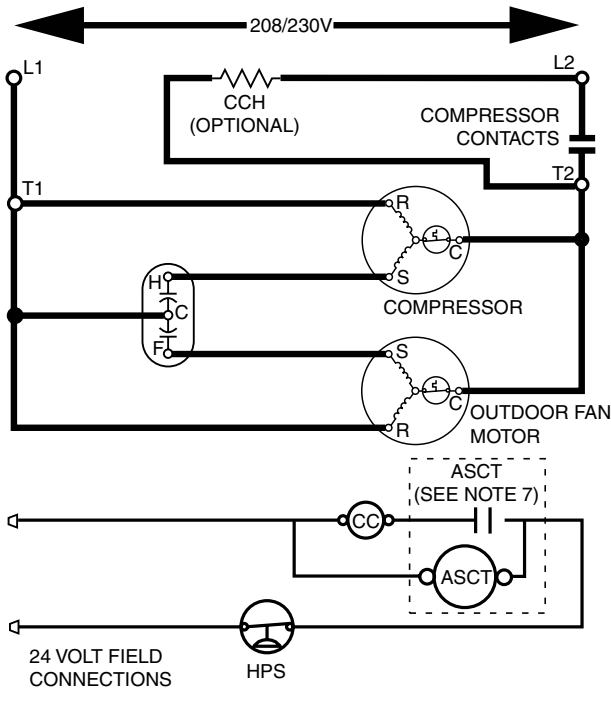 208/230V
L1
L2
CCH
(OPTIONAL)
COMPRESSOR
CONTACTS
T1
T2
R
C
S
COMPRESSOR
H
C
F
S
C
R
OUTDOOR FAN
MOTOR
ASCT
(SEE NOTE 7)
CC
ASCT
24 VOLT FIELD
CONNECTIONS
HPS